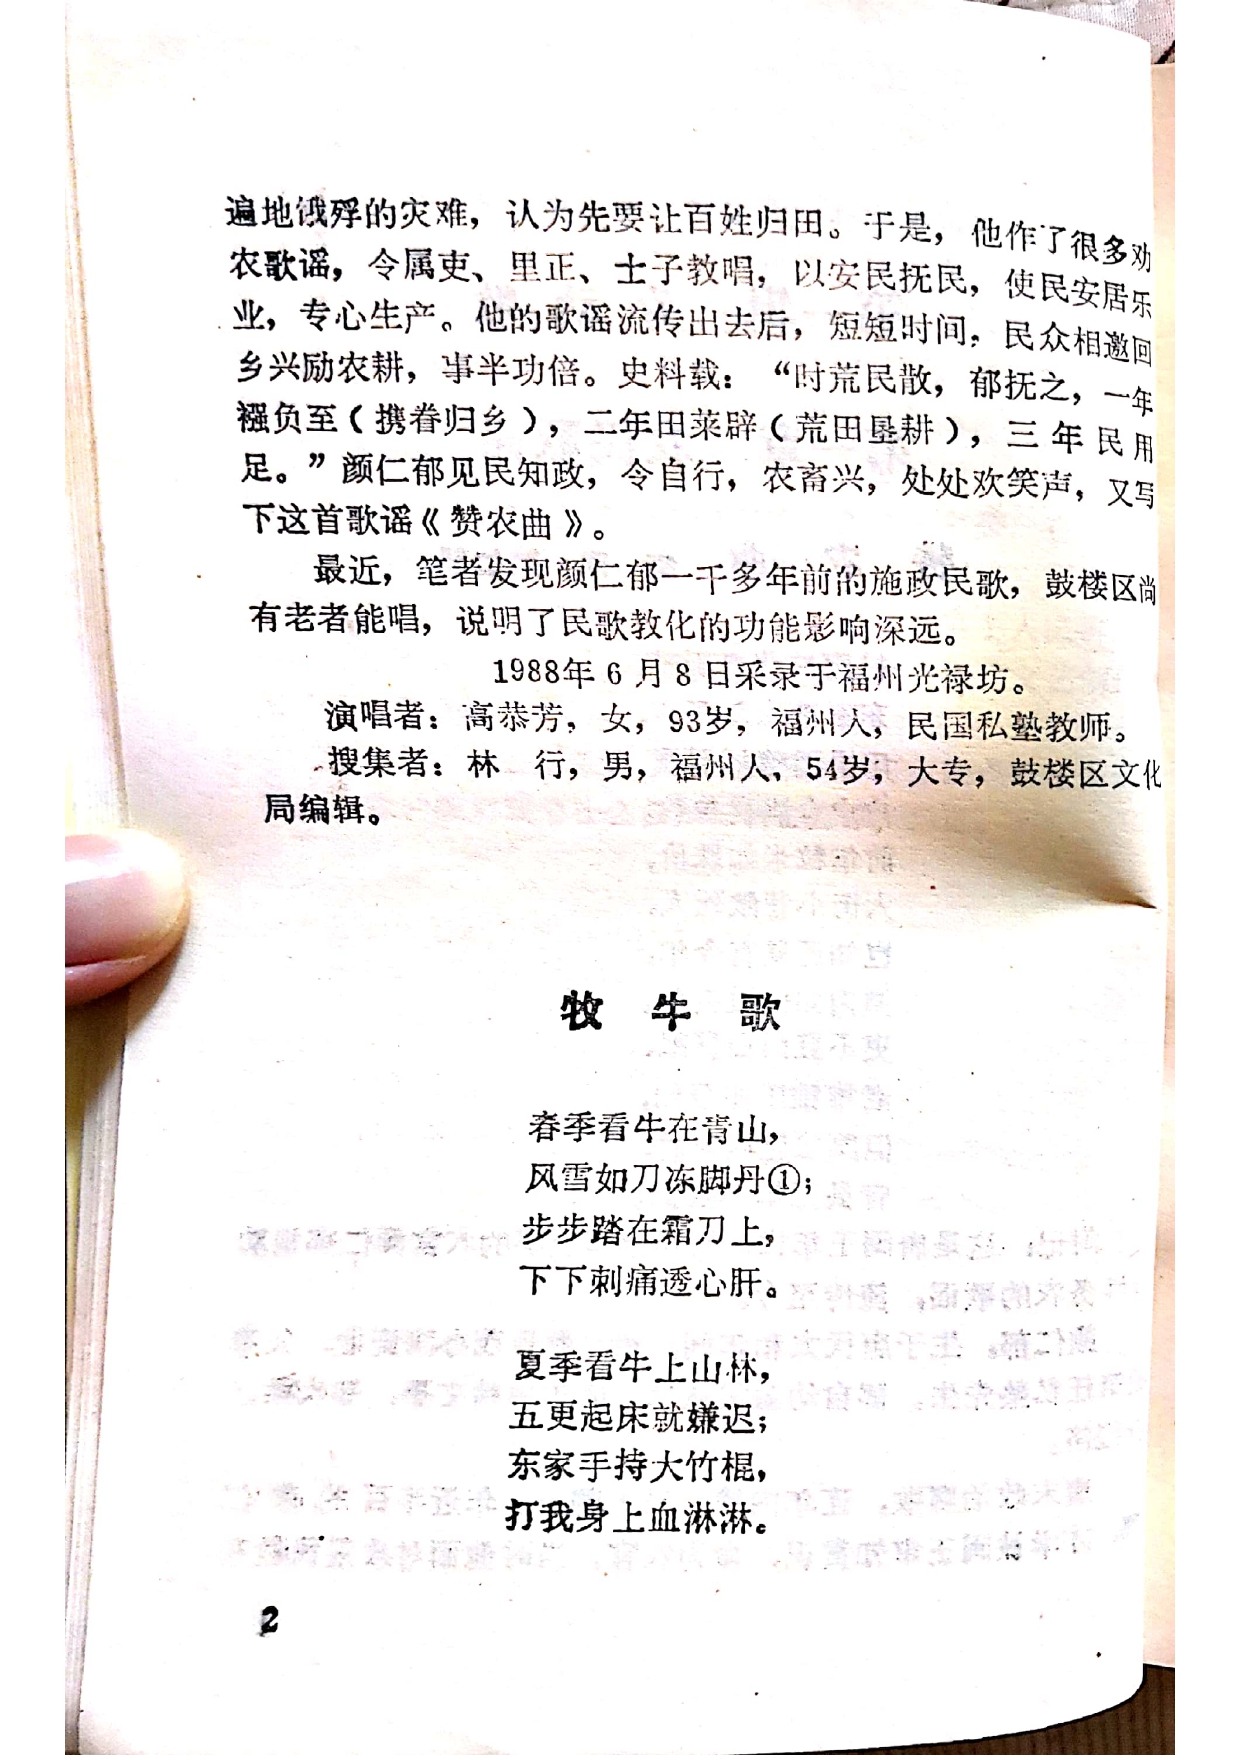 遍地饿殍的灾难，认为先要让百姓归田。于是，他作了很多劝
农歌谣，令属吏、里正、士子教唱，以安民抚民，使民安居乐
业，专心生产。他的歌谣流传出去后，短短时间，民众相邀回
乡兴励农耕，事半功倍。史料载：“时荒民散，郁抚之，一年
襁负至（携眷归乡），二年田莱辟（荒田垦耕），三年民用
足。”颜仁郁见民知政，令自行，农畜兴，处处欢笑声，又写
下这首歌谣《赞农曲》。
最近，笔者发现颜仁郁一千多年前的施政民歌，鼓楼区尚
有老者能唱，说明了民歌教化的功能影响深远。
1988年6月8日采录于福州光禄坊。
演唱者：高恭芳，女，93岁，福州人，民国私塾教师。
搜集者：林　行，男，福州人，54岁，大专，鼓楼区文化
局编辑。
牧牛歌
春季看牛在青山，
风雪如刀冻脚丹①；
步步踏在霜刀上，
下下刺痛透心肝。
夏季看牛上山林，
五更起床就嫌迟；
东家手持大竹棍，
打我身上血淋淋。
2